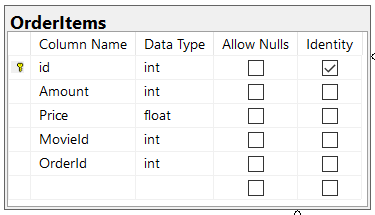 OrderItems
Column Name Data Type Allow Nulls Identity
id int
Amount int
Price float
MovieId int
OrderId int